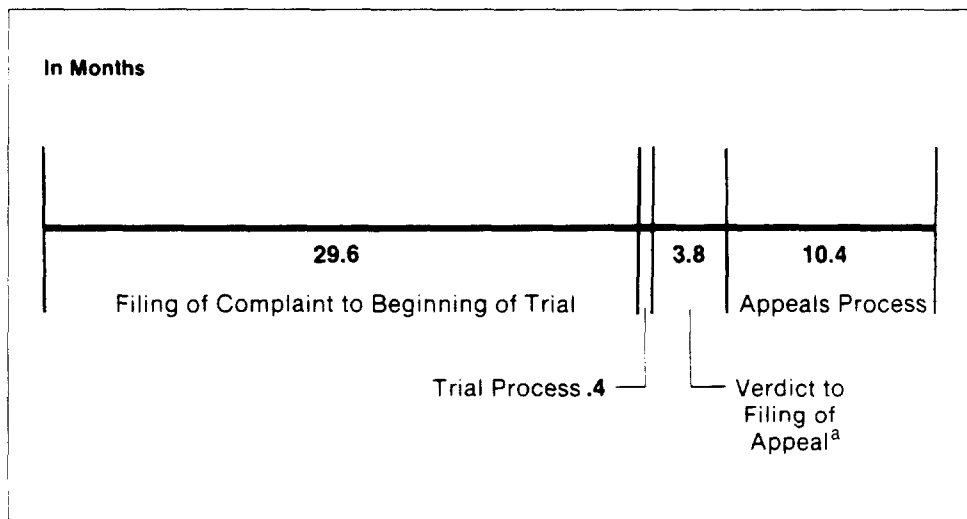 In Months
29.6
3.8
10.4
Filing of Complaint to Beginning of Trial
Appeals Process
Trial Process .4
Verdict to
Filing of
Appealᵃ